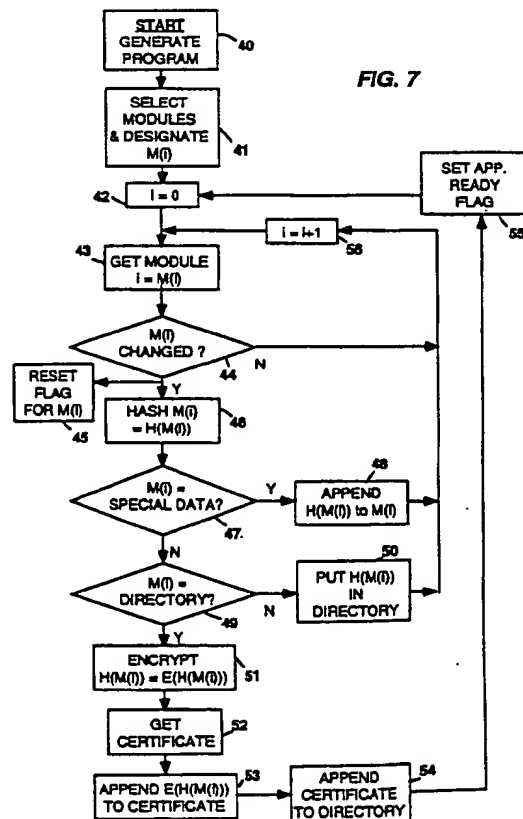 START
GENERATE
PROGRAM
40
FIG. 7
SELECT
MODULES
& DESIGNATE
M(i)
41
SET APP.
READY
FLAG
55
i = 0
42
i = i+1
56
43
GET MODULE
i = M(i)
M(i)
CHANGED ?
44
N
Y
RESET
FLAG
FOR M(i)
45
HASH M(i)
= H(M(i))
46
M(i) =
SPECIAL DATA?
47.
Y
N
48
APPEND
H(M(i)) to M(i)
M(i) =
DIRECTORY?
49
N
Y
50
PUT H(M(i))
IN
DIRECTORY
ENCRYPT
H(M(i)) = E(H(M(i)))
51
GET
CERTIFICATE
52
APPEND E(H(M(i)))
TO CERTIFICATE
53
APPEND
CERTIFICATE
TO DIRECTORY
54